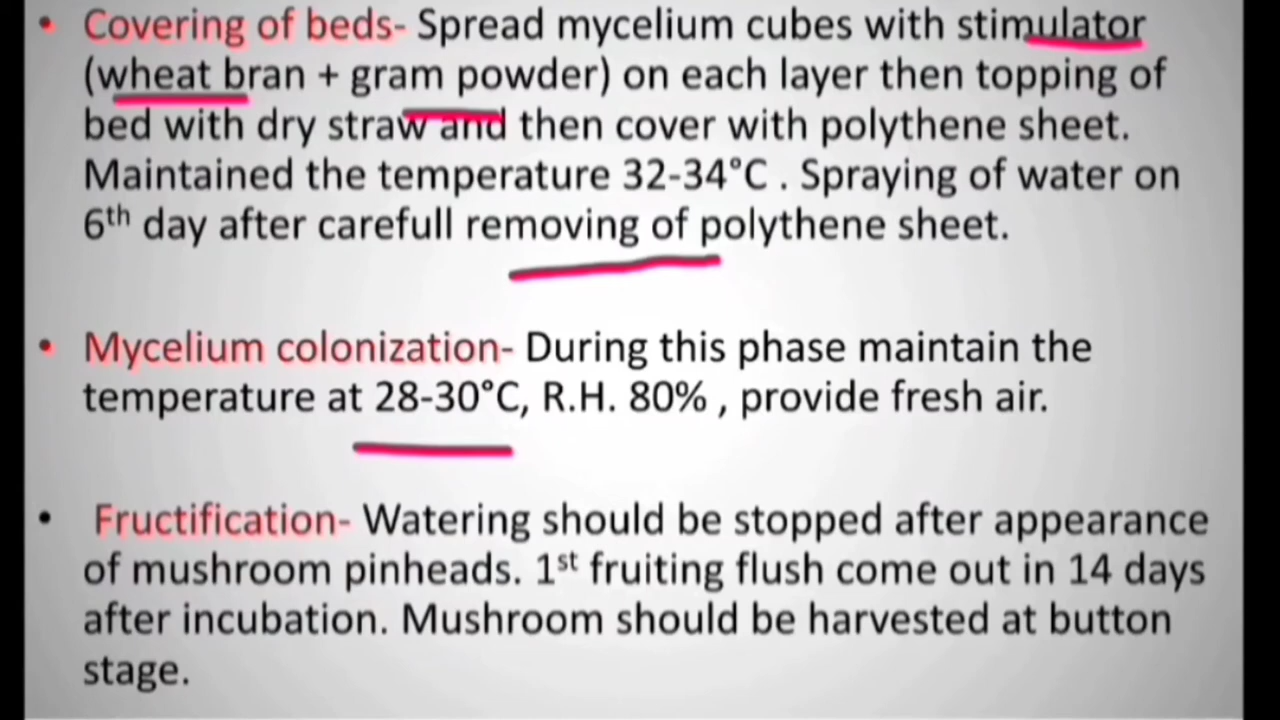 • Covering of beds- Spread mycelium cubes with stimulator
(wheat bran + gram powder) on each layer then topping of
bed with dry straw and then cover with polythene sheet.
Maintained the temperature 32-34°C . Spraying of water on
6th day after carefull removing of polythene sheet.
• Mycelium colonization- During this phase maintain the
temperature at 28-30°C, R.H. 80% , provide fresh air.
• Fructification- Watering should be stopped after appearance
of mushroom pinheads. 1st fruiting flush come out in 14 days
after incubation. Mushroom should be harvested at button
stage.